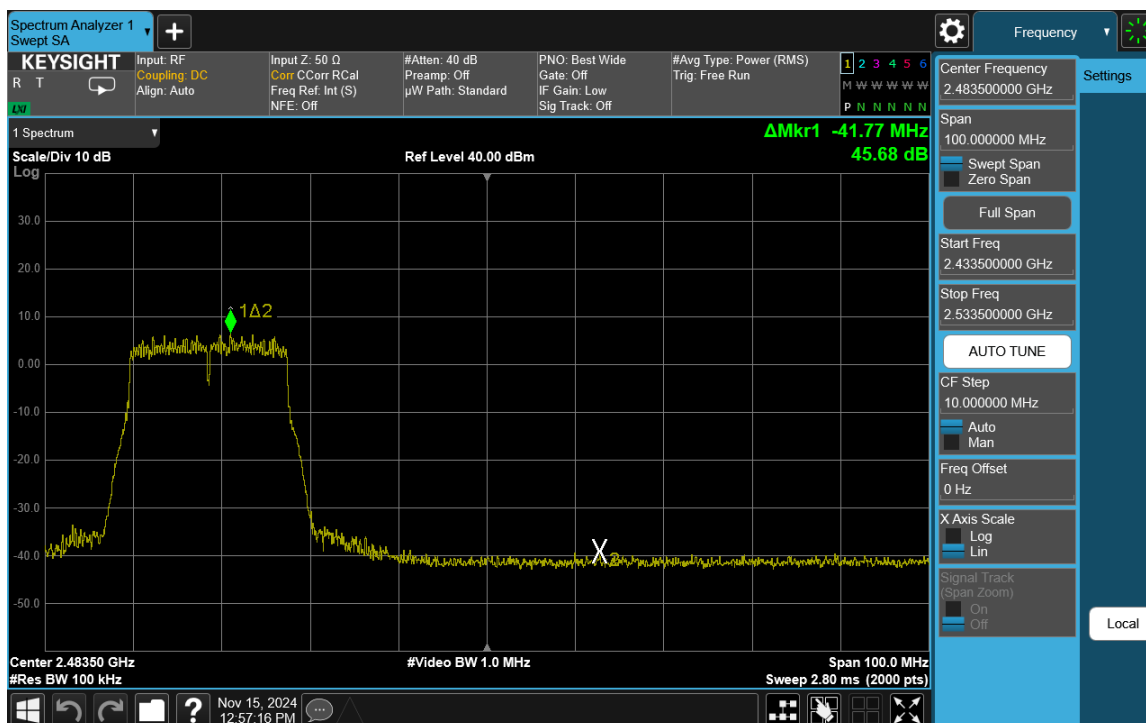 Spectrum Analyzer 1
Swept SA
Frequency
KEYSIGHT
R T
LXI
Input: RF
Coupling: DC
Align: Auto
Input Z: 50 Ω
Corr CCorr RCal
Freq Ref: Int (S)
NFE: Off
#Atten: 40 dB
Preamp: Off
µW Path: Standard
PNO: Best Wide
Gate: Off
IF Gain: Low
Sig Track: Off
#Avg Type: Power (RMS)
Trig: Free Run
1 2 3 4 5 6
M W W W W W
P N N N N N
1 Spectrum
Scale/Div 10 dB
Log
Ref Level 40.00 dBm
ΔMkr1 -41.77 MHz
45.68 dB
30.0
20.0
10.0
0.00
-10.0
-20.0
-30.0
-40.0
-50.0
1Δ2
X2
Center 2.48350 GHz
#Res BW 100 kHz
#Video BW 1.0 MHz
Span 100.0 MHz
Sweep 2.80 ms (2000 pts)
Center Frequency
2.483500000 GHz
Settings
Span
100.000000 MHz
Swept Span
Zero Span
Full Span
Start Freq
2.433500000 GHz
Stop Freq
2.533500000 GHz
AUTO TUNE
CF Step
10.000000 MHz
Auto
Man
Freq Offset
0 Hz
X Axis Scale
Log
Lin
Signal Track
(Span Zoom)
On
Off
Local
?
Nov 15, 2024
12:57:16 PM